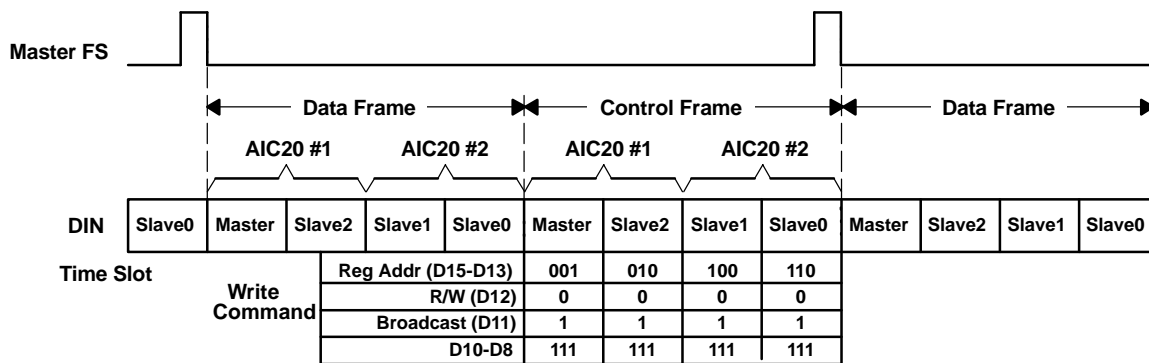 Master FS
Data Frame Control Frame Data Frame
AIC20 #1 AIC20 #2 AIC20 #1 AIC20 #2
DIN Slave0 Master Slave2 Slave1 Slave0 Master Slave2 Slave1 Slave0 Master Slave2 Slave1 Slave0
Time Slot
Write Command
Reg Addr (D15-D13) 001 010 100 110
R/W (D12) 0 0 0 0
Broadcast (D11) 1 1 1 1
D10-D8 111 111 111 111